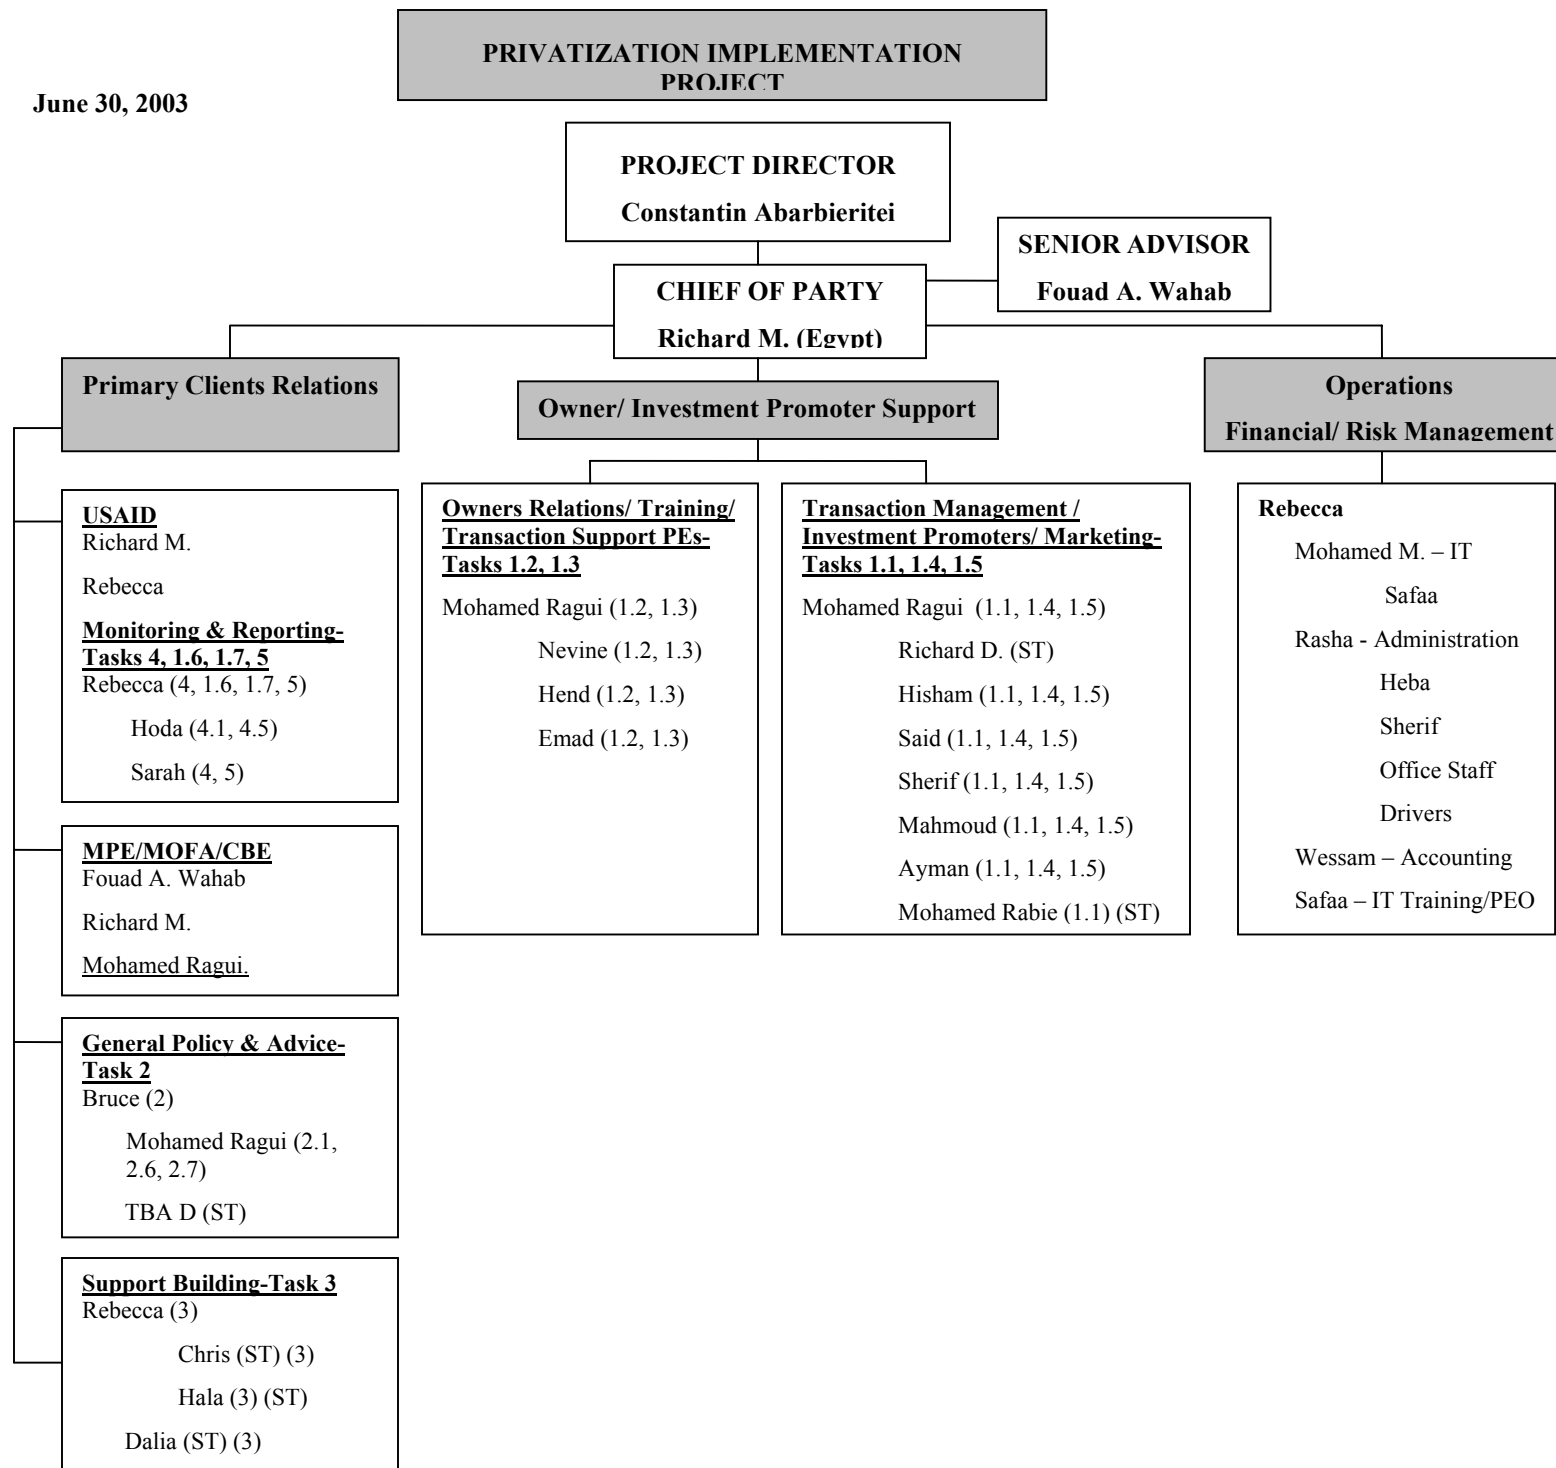 PRIVATIZATION IMPLEMENTATION
PROJECT
June 30, 2003
PROJECT DIRECTOR
Constantin Abarbieritei
SENIOR ADVISOR
Fouad A. Wahab
CHIEF OF PARTY
Richard M. (Egypt)
Primary Clients Relations
Owner/ Investment Promoter Support
Operations
Financial/ Risk Management
USAID
Richard M.
Rebecca
Monitoring & Reporting-
Tasks 4, 1.6, 1.7, 5
Rebecca (4, 1.6, 1.7, 5)
Hoda (4.1, 4.5)
Sarah (4, 5)
MPE/MOFA/CBE
Fouad A. Wahab
Richard M.
Mohamed Ragui.
General Policy & Advice-
Task 2
Bruce (2)
Mohamed Ragui (2.1,
2.6, 2.7)
TBA D (ST)
Support Building-Task 3
Rebecca (3)
Chris (ST) (3)
Hala (3) (ST)
Dalia (ST) (3)
Owners Relations/ Training/
Transaction Support PEs-
Tasks 1.2, 1.3
Mohamed Ragui (1.2, 1.3)
Nevine (1.2, 1.3)
Hend (1.2, 1.3)
Emad (1.2, 1.3)
Transaction Management /
Investment Promoters/ Marketing-
Tasks 1.1, 1.4, 1.5
Mohamed Ragui  (1.1, 1.4, 1.5)
Richard D. (ST)
Hisham (1.1, 1.4, 1.5)
Said (1.1, 1.4, 1.5)
Sherif (1.1, 1.4, 1.5)
Mahmoud (1.1, 1.4, 1.5)
Ayman (1.1, 1.4, 1.5)
Mohamed Rabie (1.1) (ST)
Rebecca
Mohamed M. – IT
Safaa
Rasha - Administration
Heba
Sherif
Office Staff
Drivers
Wessam – Accounting
Safaa – IT Training/PEO